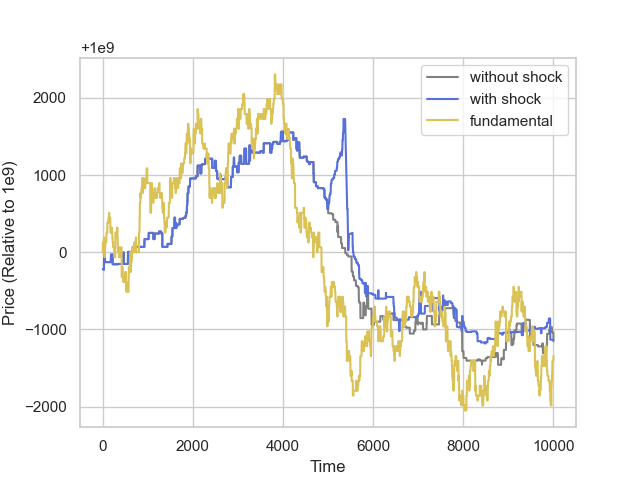 +1e9
Price (Relative to 1e9)
2000
1000
0
−1000
−2000
without shock
with shock
fundamental
0
2000
4000
6000
8000
10000
Time